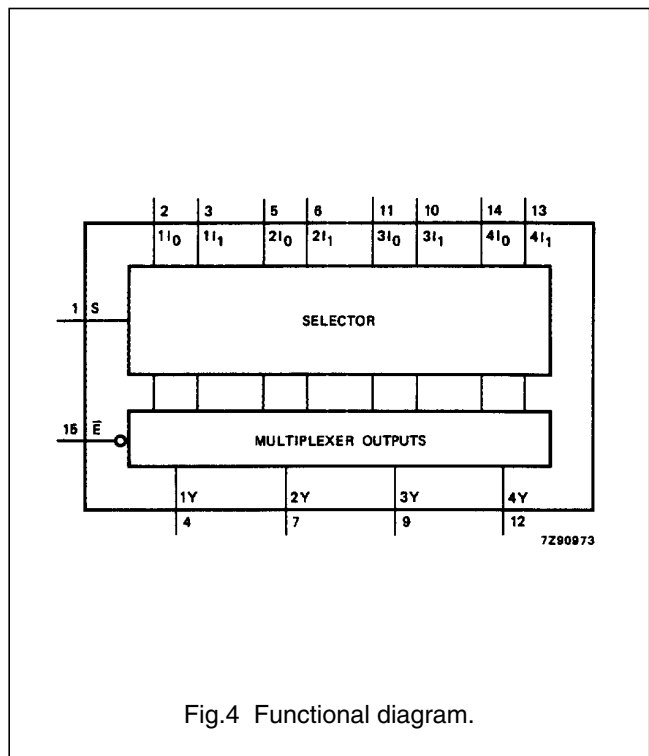 2 3 5 6 11 10 14 13
1I₀ 1I₁ 2I₀ 2I₁ 3I₀ 3I₁ 4I₀ 4I₁
1 S
SELECTOR
15 E̅
MULTIPLEXER OUTPUTS
1Y 2Y 3Y 4Y
4 7 9 12
7Z90973
Fig.4 Functional diagram.